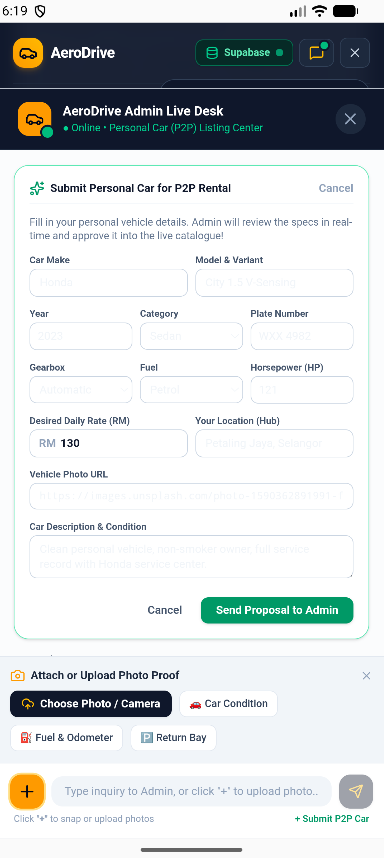 6:19
AeroDrive
Supabase
AeroDrive Admin Live Desk
● Online • Personal Car (P2P) Listing Center
Submit Personal Car for P2P Rental
Cancel
Fill in your personal vehicle details. Admin will review the specs in real-
time and approve it into the live catalogue!
Car Make
Model & Variant
Honda
City 1.5 V-Sensing
Year
Category
Plate Number
2023
Sedan
WXX 4982
Gearbox
Fuel
Horsepower (HP)
Automatic
Petrol
121
Desired Daily Rate (RM)
Your Location (Hub)
RM 130
Petaling Jaya, Selangor
Vehicle Photo URL
Car Description & Condition
Clean personal vehicle, non-smoker owner, full service
record with Honda service center.
Cancel
Send Proposal to Admin
Attach or Upload Photo Proof
Choose Photo / Camera
🚗 Car Condition
⛽ Fuel & Odometer
🅿️ Return Bay
Type inquiry to Admin, or click "+" to upload photo..
Click "+" to snap or upload photos
+ Submit P2P Car